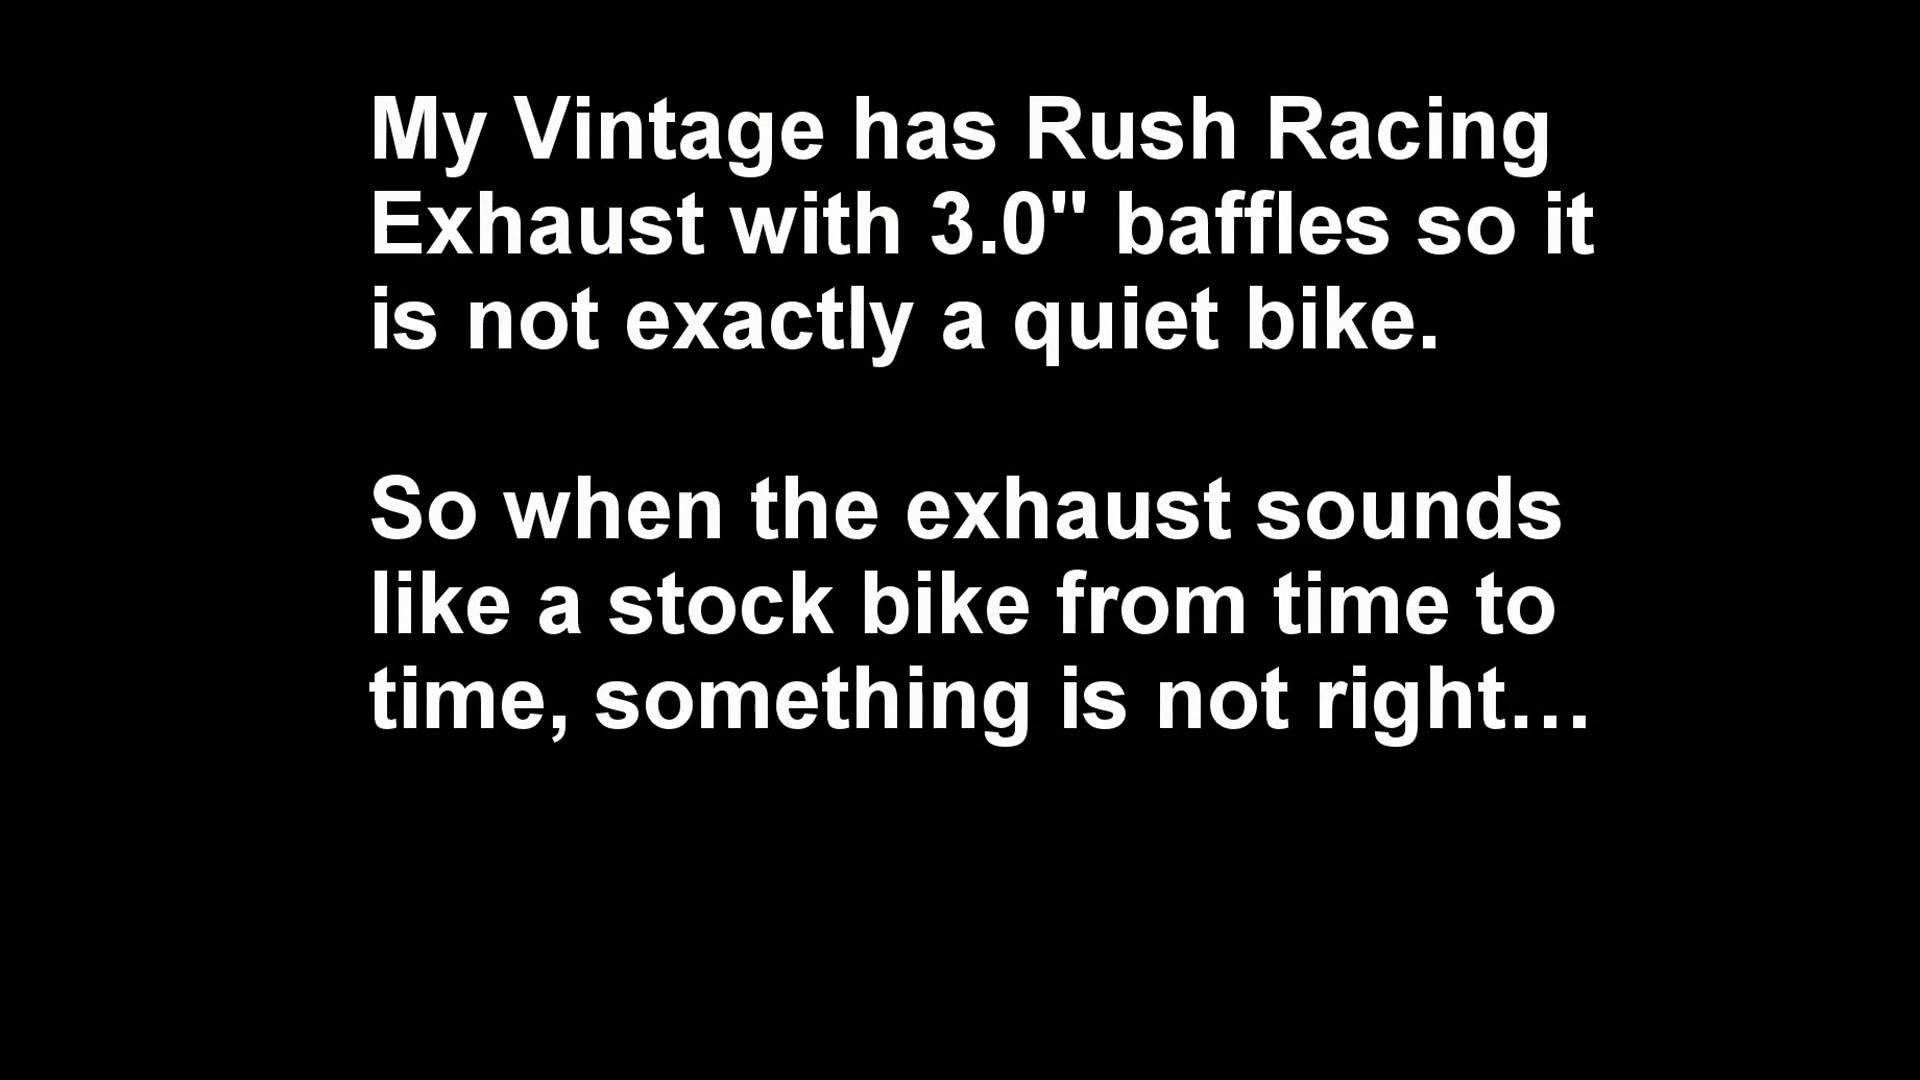 My Vintage has Rush Racing
Exhaust with 3.0" baffles so it
is not exactly a quiet bike.
So when the exhaust sounds
like a stock bike from time to
time, something is not right…